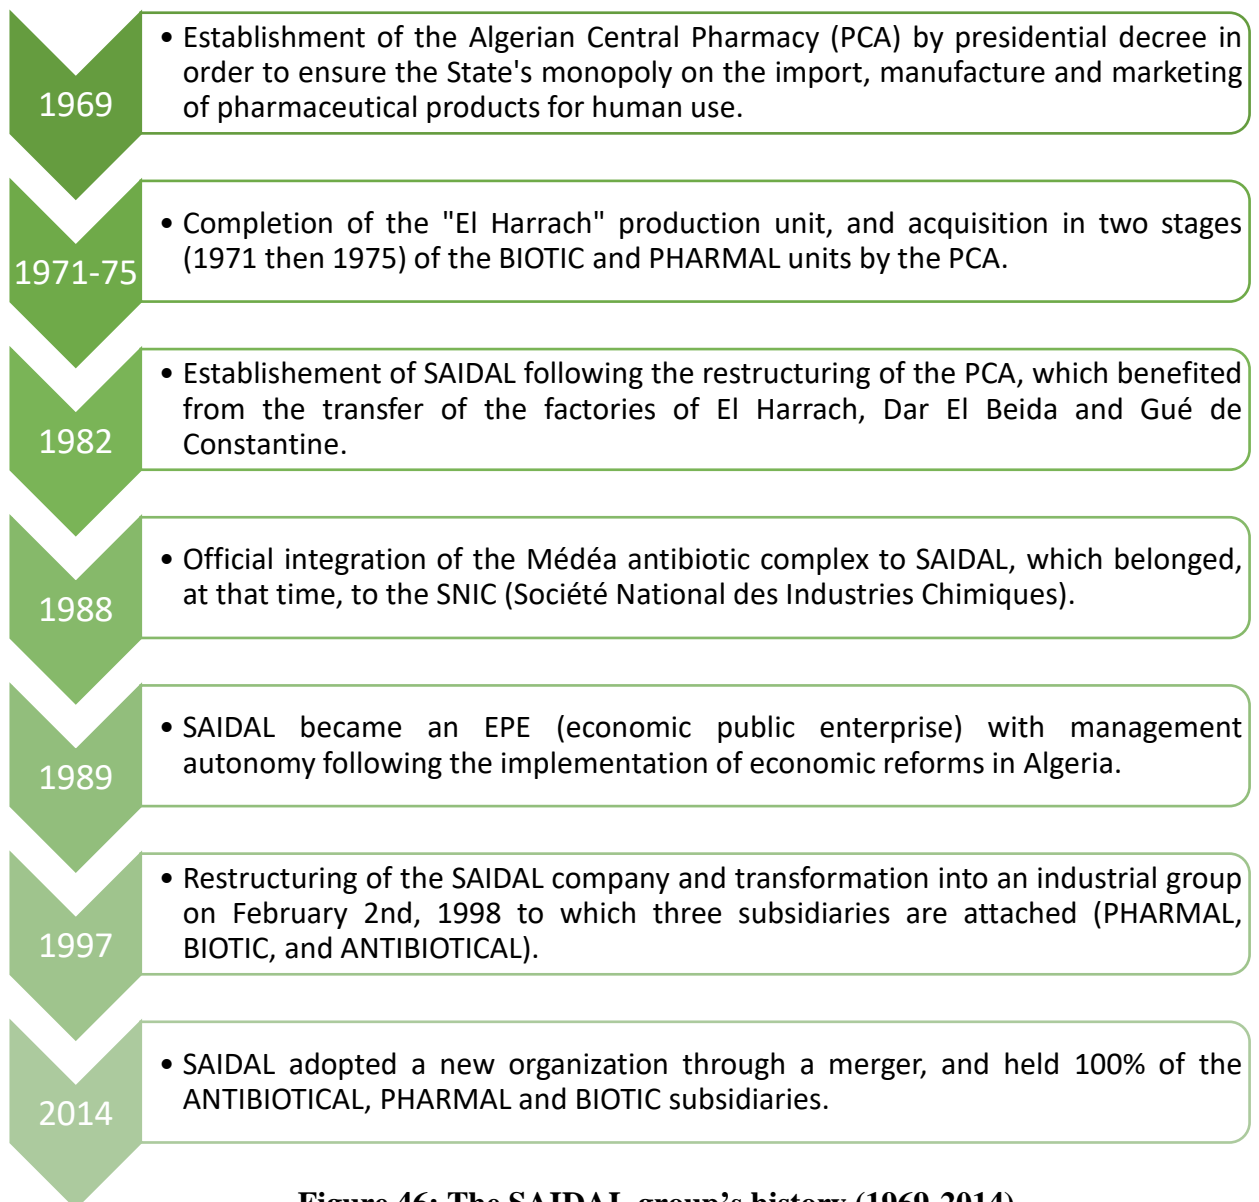 1969
• Establishment of the Algerian Central Pharmacy (PCA) by presidential decree in
order to ensure the State's monopoly on the import, manufacture and marketing
of pharmaceutical products for human use.
1971-75
• Completion of the "El Harrach" production unit, and acquisition in two stages
(1971 then 1975) of the BIOTIC and PHARMAL units by the PCA.
1982
• Establishement of SAIDAL following the restructuring of the PCA, which benefited
from the transfer of the factories of El Harrach, Dar El Beida and Gué de
Constantine.
1988
• Official integration of the Médéa antibiotic complex to SAIDAL, which belonged,
at that time, to the SNIC (Société National des Industries Chimiques).
1989
• SAIDAL became an EPE (economic public enterprise) with management
autonomy following the implementation of economic reforms in Algeria.
1997
• Restructuring of the SAIDAL company and transformation into an industrial group
on February 2nd, 1998 to which three subsidiaries are attached (PHARMAL,
BIOTIC, and ANTIBIOTICAL).
2014
• SAIDAL adopted a new organization through a merger, and held 100% of the
ANTIBIOTICAL, PHARMAL and BIOTIC subsidiaries.
Figure 46: The SAIDAL group's history (1969-2014)